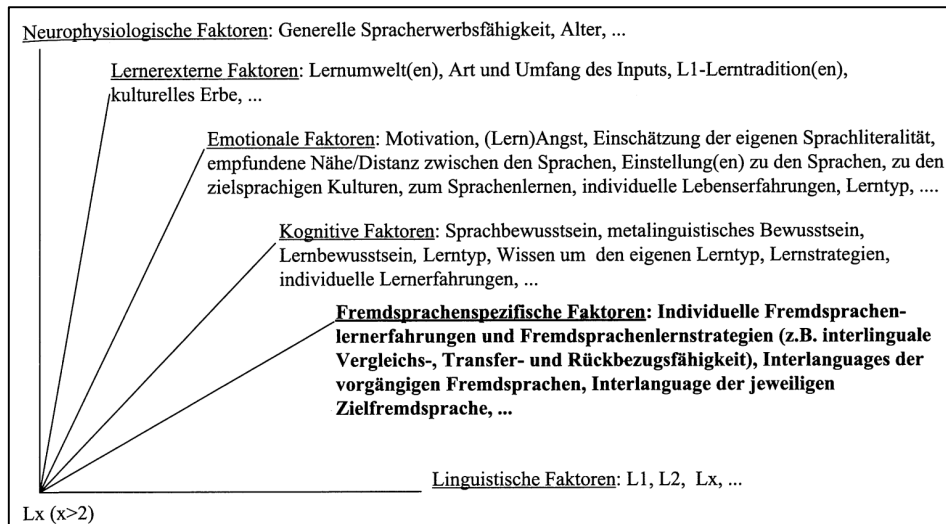 Neurophysiologische Faktoren: Generelle Spracherwerbsfähigkeit, Alter, ...
Lernerexterne Faktoren: Lernumwelt(en), Art und Umfang des Inputs, L1-Lerntradition(en),
kulturelles Erbe, ...
Emotionale Faktoren: Motivation, (Lern)Angst, Einschätzung der eigenen Sprachliteralität,
empfundene Nähe/Distanz zwischen den Sprachen, Einstellung(en) zu den Sprachen, zu den
zielsprachigen Kulturen, zum Sprachenlernen, individuelle Lebenserfahrungen, Lerntyp, ....
Kognitive Faktoren: Sprachbewusstsein, metalinguistisches Bewusstsein,
Lernbewusstsein, Lerntyp, Wissen um den eigenen Lerntyp, Lernstrategien,
individuelle Lernerfahrungen, ...
Fremdsprachenspezifische Faktoren: Individuelle Fremdsprachen-
lernerfahrungen und Fremdsprachenlernstrategien (z.B. interlinguale
Vergleichs-, Transfer- und Rückbezugsfähigkeit), Interlanguages der
vorgängigen Fremdsprachen, Interlanguage der jeweiligen
Zielfremdsprache, ...
Linguistische Faktoren: L1, L2, Lx, ...
Lx (x>2)